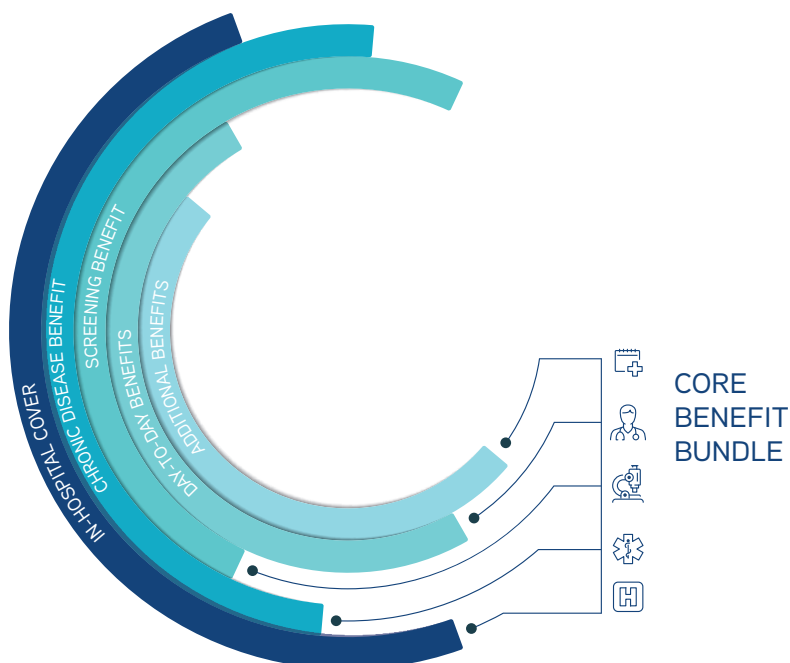 IN-HOSPITAL COVER
CHRONIC DISEASE BENEFIT
SCREENING BENEFIT
DAY-TO-DAY BENEFITS
ADDITIONAL BENEFITS
CORE
BENEFIT
BUNDLE
H